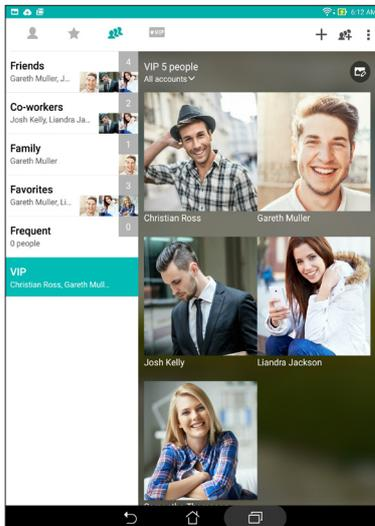 6:12 AM
VIP
Friends
4
Gareth Muller, J...
Co-workers
2
Josh Kelly, Liandra Ja...
Family
1
Gareth Muller
Favorites
3
Gareth Muller, Li...
Frequent
0
0 people
VIP
Christian Ross, Gareth Mull...
VIP 5 people
All accounts
Christian Ross
Gareth Muller
Josh Kelly
Liandra Jackson